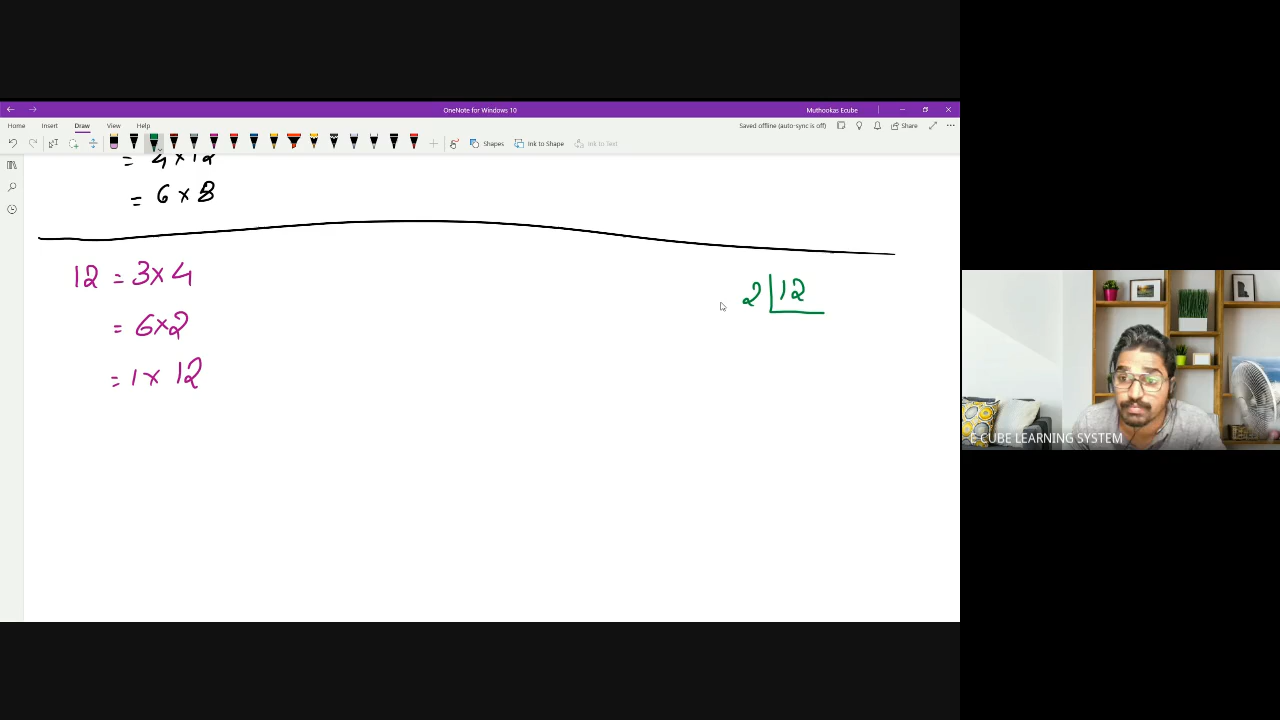 OneNote for Windows 10
Muthookas Ecube
Home Insert Draw View Help
Saved offline (auto-sync is off)
Share
Shapes
Ink to Shape
Ink to Text
= 4 x 12
= 6 x 8
12 = 3 x 4
= 6 x 2
= 1 x 12
2 | 12
E CUBE LEARNING SYSTEM